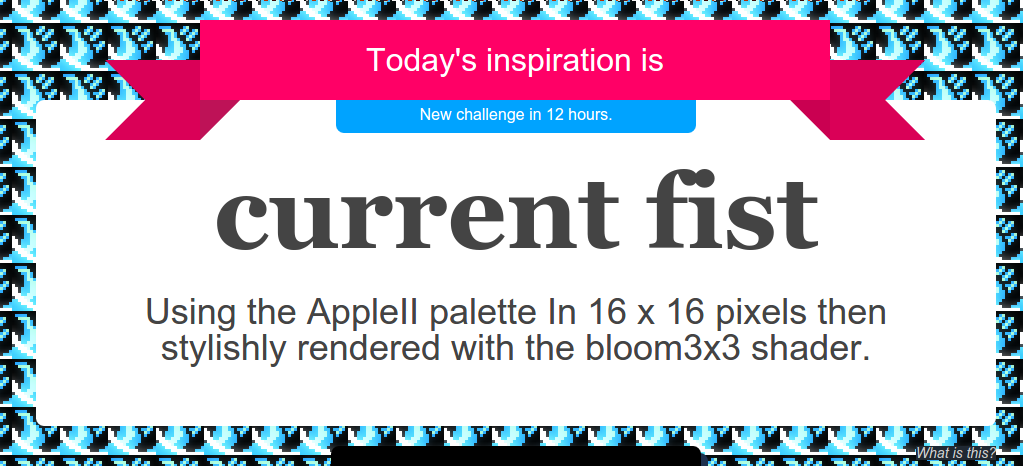 Today's inspiration is
New challenge in 12 hours.
current fist
Using the AppleII palette In 16 x 16 pixels then
stylishly rendered with the bloom3x3 shader.
What is this?